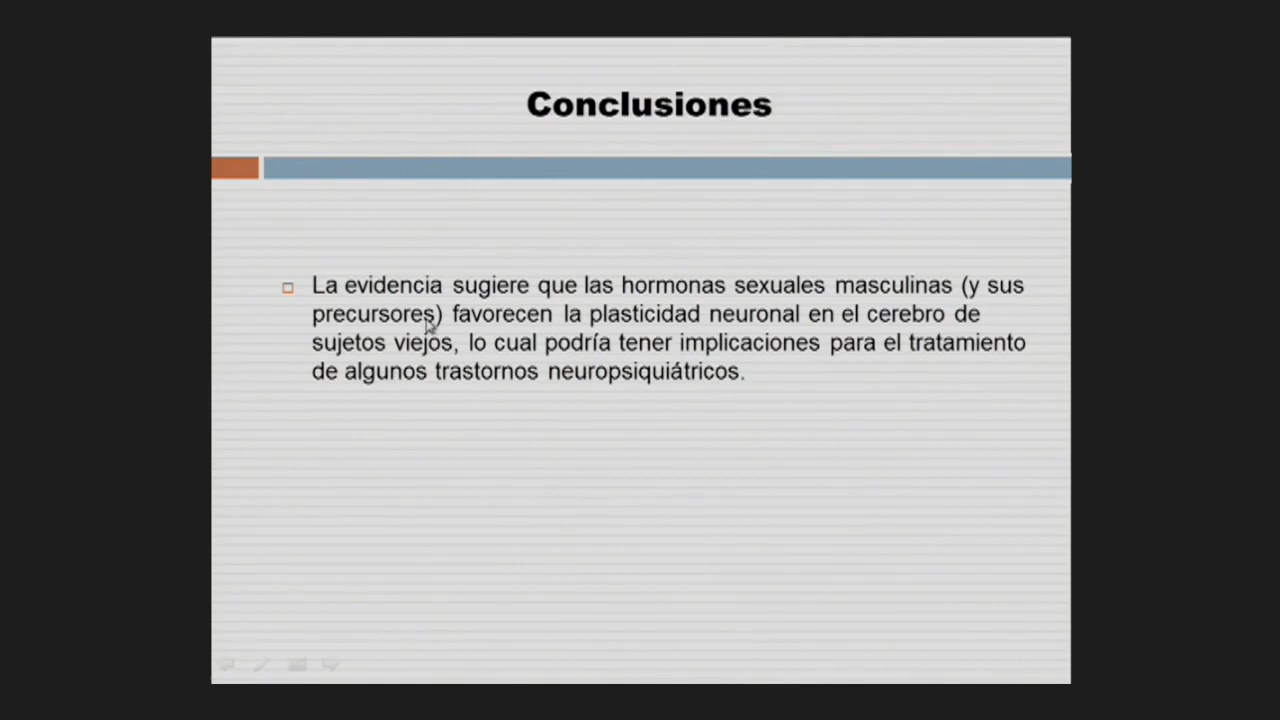 Conclusiones
La evidencia sugiere que las hormonas sexuales masculinas (y sus
precursores) favorecen la plasticidad neuronal en el cerebro de
sujetos viejos, lo cual podría tener implicaciones para el tratamiento
de algunos trastornos neuropsiquiátricos.